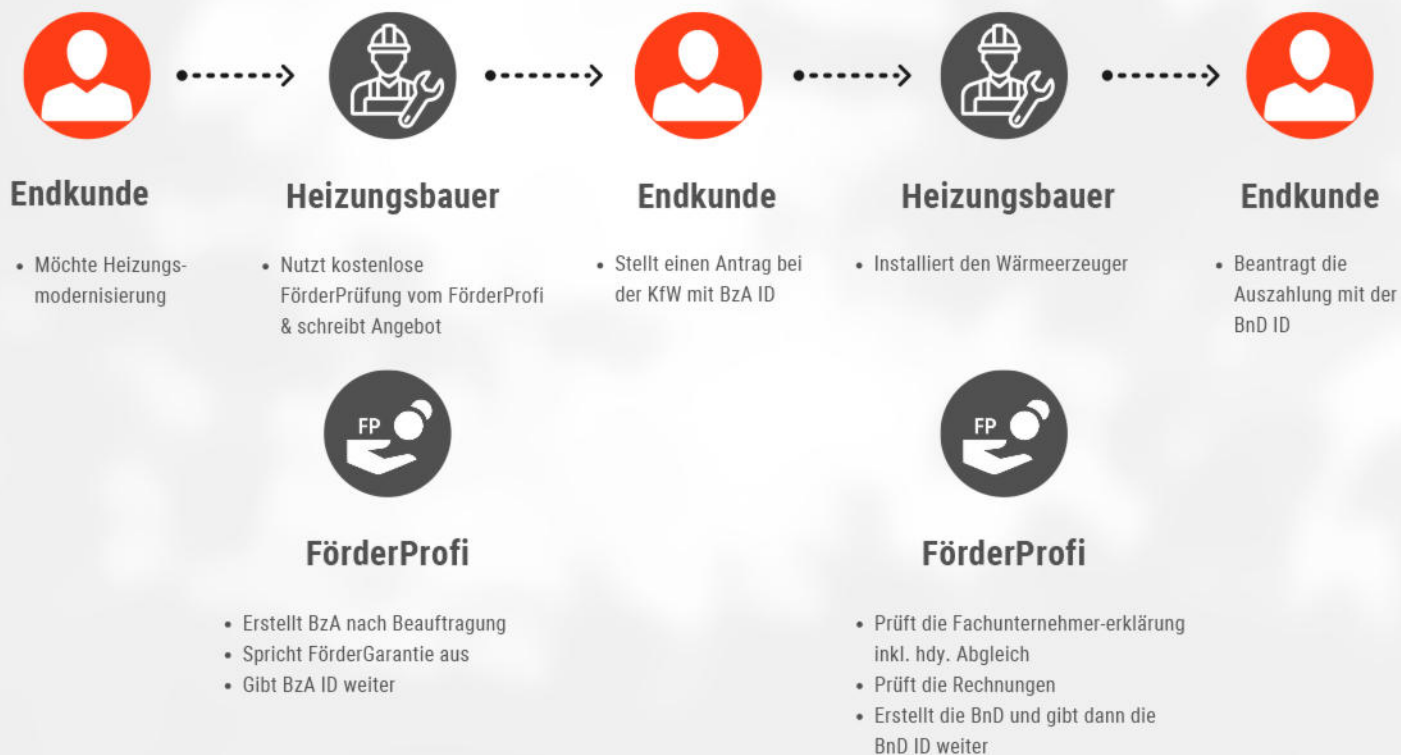 Endkunde
• Möchte Heizungs-
modernisierung
Heizungsbauer
• Nutzt kostenlose
FörderPrüfung vom FörderProfi
& schreibt Angebot
FP
FörderProfi
• Erstellt BzA nach Beauftragung
• Spricht FörderGarantie aus
• Gibt BzA ID weiter
Endkunde
• Stellt einen Antrag bei
der KfW mit BzA ID
Heizungsbauer
• Installiert den Wärmeerzeuger
FP
FörderProfi
• Prüft die Fachunternehmer-erklärung
inkl. hdy. Abgleich
• Prüft die Rechnungen
• Erstellt die BnD und gibt dann die
BnD ID weiter
Endkunde
• Beantragt die
Auszahlung mit der
BnD ID